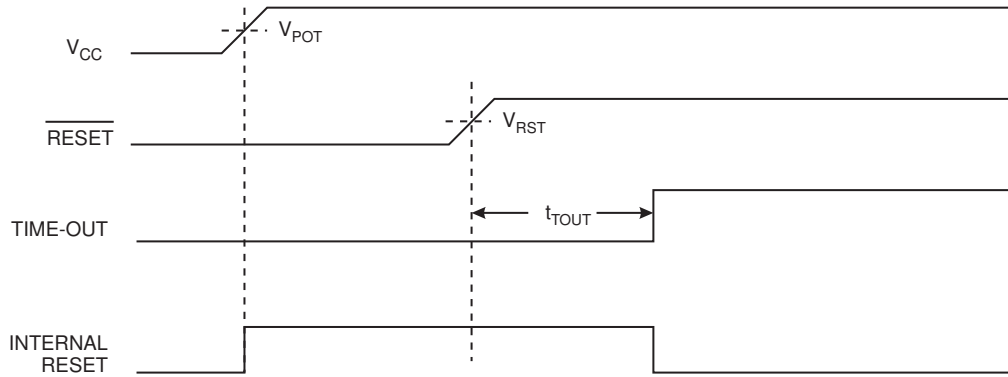 V_CC
V_POT
RESET
V_RST
TIME-OUT
t_TOUT
INTERNAL
RESET